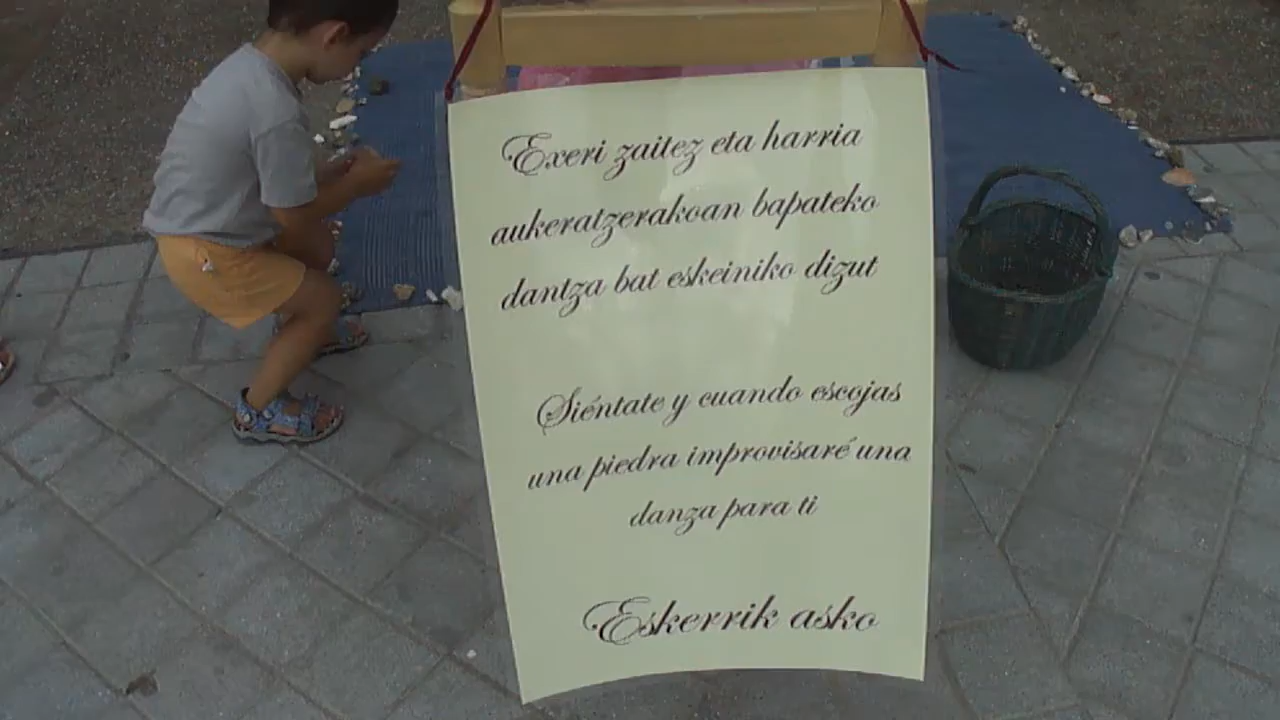 Exeri zaitez eta harria
aukeratzerakoan bapateko
dantza bat eskeiniko dizut
Siéntate y cuando escojas
una piedra improvisaré una
danza para ti
Eskerrik asko